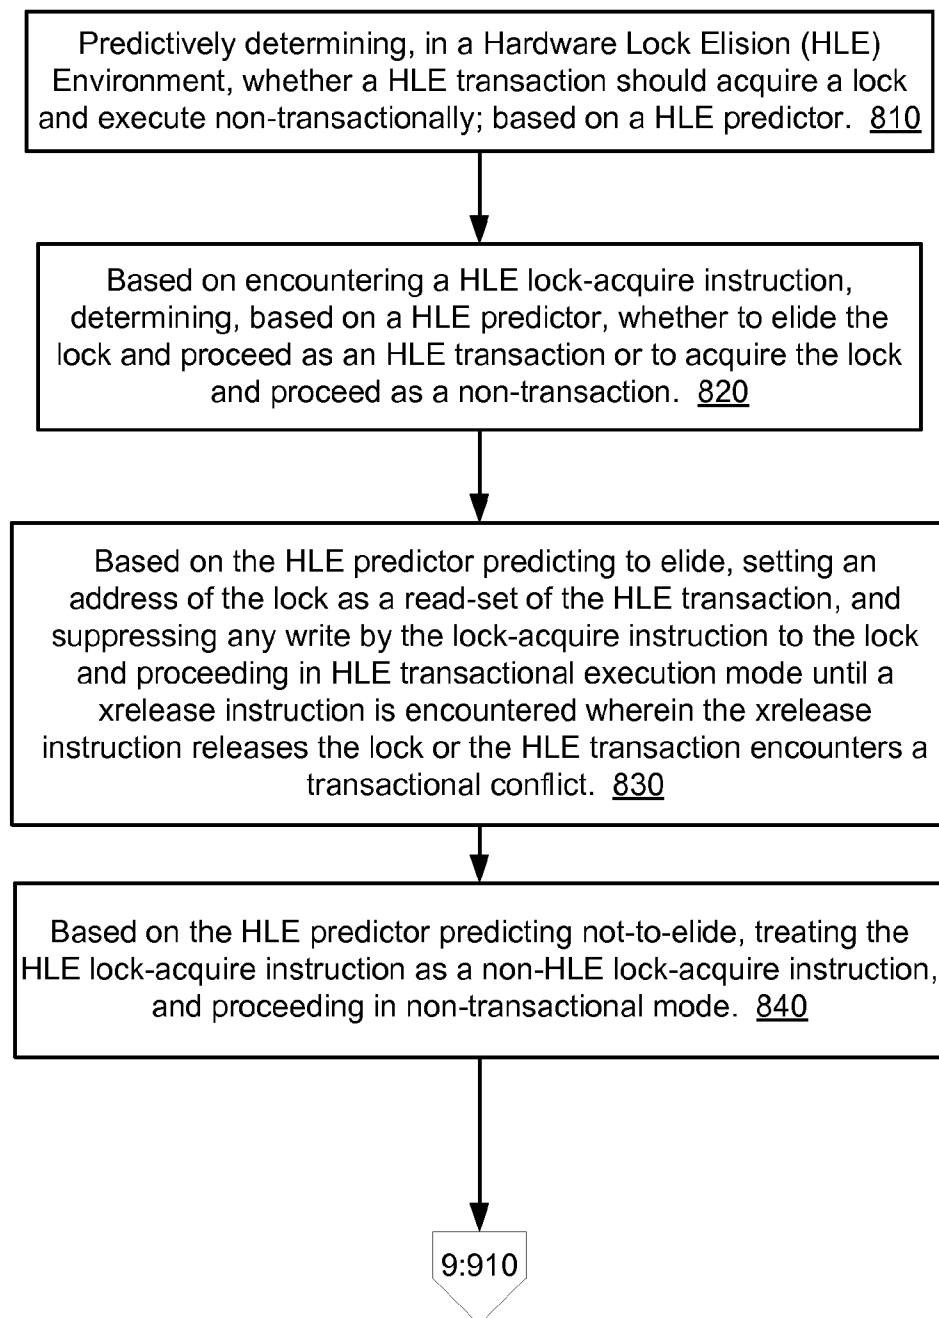 Predictively determining, in a Hardware Lock Elision (HLE)
Environment, whether a HLE transaction should acquire a lock
and execute non-transactionally; based on a HLE predictor. 810
Based on encountering a HLE lock-acquire instruction,
determining, based on a HLE predictor, whether to elide the
lock and proceed as an HLE transaction or to acquire the lock
and proceed as a non-transaction. 820
Based on the HLE predictor predicting to elide, setting an
address of the lock as a read-set of the HLE transaction, and
suppressing any write by the lock-acquire instruction to the lock
and proceeding in HLE transactional execution mode until a
xrelease instruction is encountered wherein the xrelease
instruction releases the lock or the HLE transaction encounters a
transactional conflict. 830
Based on the HLE predictor predicting not-to-elide, treating the
HLE lock-acquire instruction as a non-HLE lock-acquire instruction,
and proceeding in non-transactional mode. 840
9:910